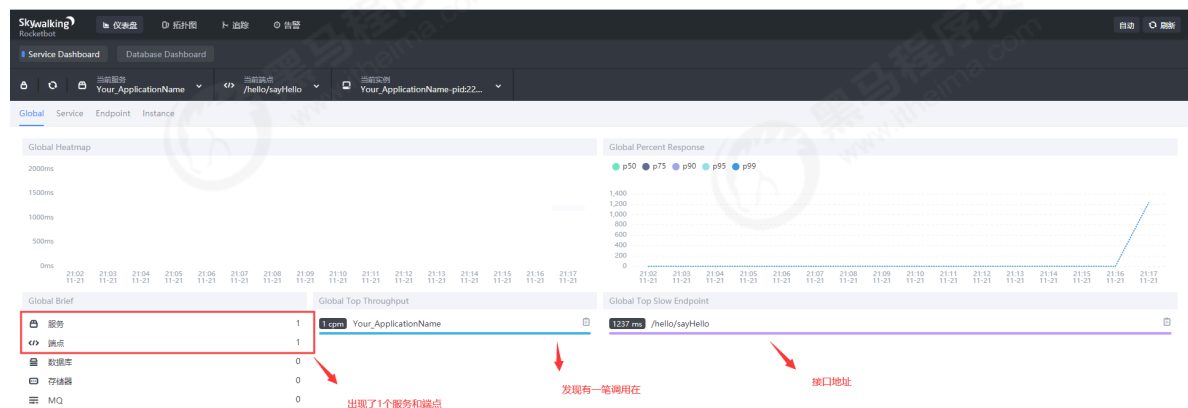 Skywalking
Rocketbot
仪表盘 拓扑图 追踪 告警 自动 刷新
Service Dashboard Database Dashboard
当前服务 当前端点 当前实例
Your_ApplicationName /hello/sayHello Your_ApplicationName-pid:22...
Global Service Endpoint Instance
Global Heatmap
2000ms
1500ms
1000ms
500ms
0ms
21:02 21:03 21:04 21:05 21:06 21:07 21:08 21:09 21:10 21:11 21:12 21:13 21:14 21:15 21:16 21:17
11-21 11-21 11-21 11-21 11-21 11-21 11-21 11-21 11-21 11-21 11-21 11-21 11-21 11-21 11-21 11-21
Global Percent Response
p50 p75 p90 p95 p99
1,400
1,200
1,000
800
600
400
200
0
21:02 21:03 21:04 21:05 21:06 21:07 21:08 21:09 21:10 21:11 21:12 21:13 21:14 21:15 21:16 21:17
11-21 11-21 11-21 11-21 11-21 11-21 11-21 11-21 11-21 11-21 11-21 11-21 11-21 11-21 11-21 11-21
Global Brief
服务 1
端点 1
数据库 0
存储器 0
MQ 0
Global Top Throughput
1 cpm Your_ApplicationName
Global Top Slow Endpoint
1237 ms /hello/sayHello
出现了1个服务和端点
发现有一笔调用在
接口地址
黑马程序员
www.itheima.com